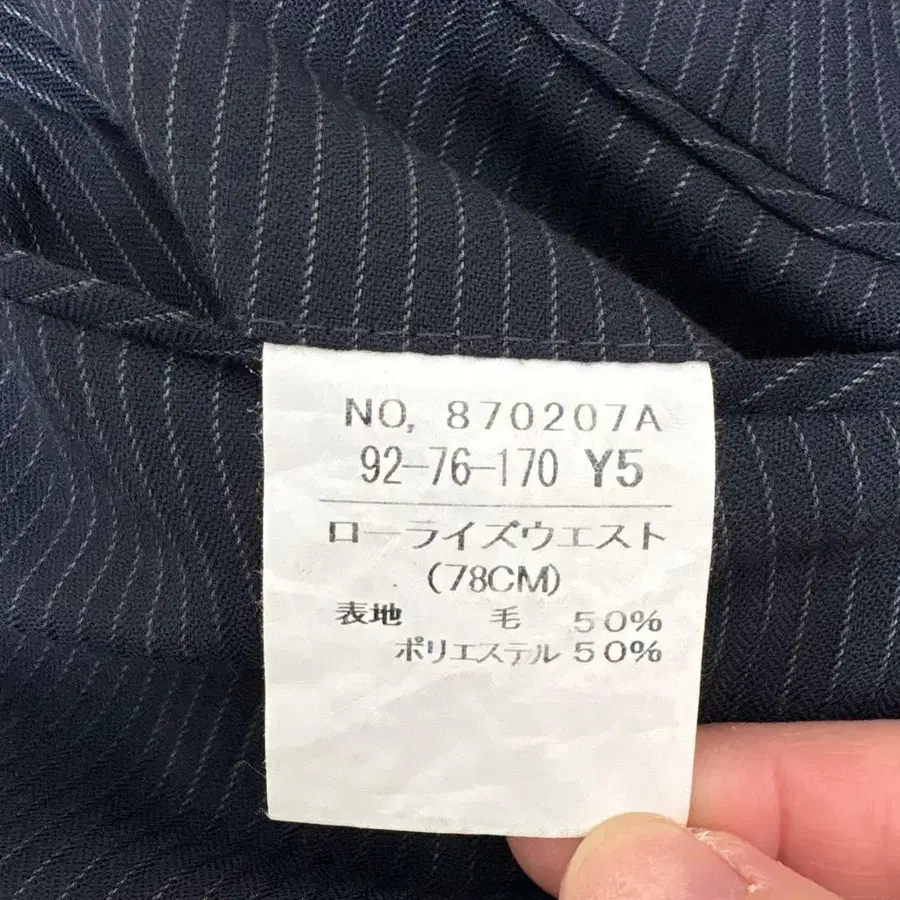 NO, 870207A
92-76-170 Y5
ローライズウエスト
(78CM)
表地 毛 50%
ポリエステル 50%